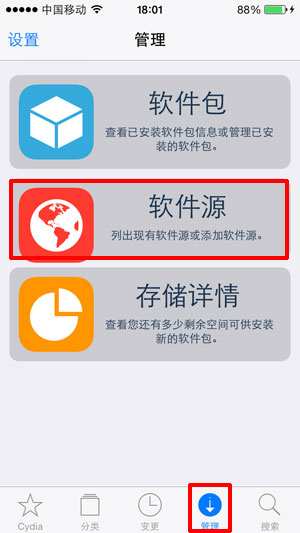 中国移动 18:01 88%
设置 管理
软件包
查看已安装软件包信息或管理已安
装的软件包。
软件源
列出现有软件源或添加软件源。
存储详情
查看您还有多少剩余空间可供安装
新的软件包。
Cydia 分类 变更 管理 搜索